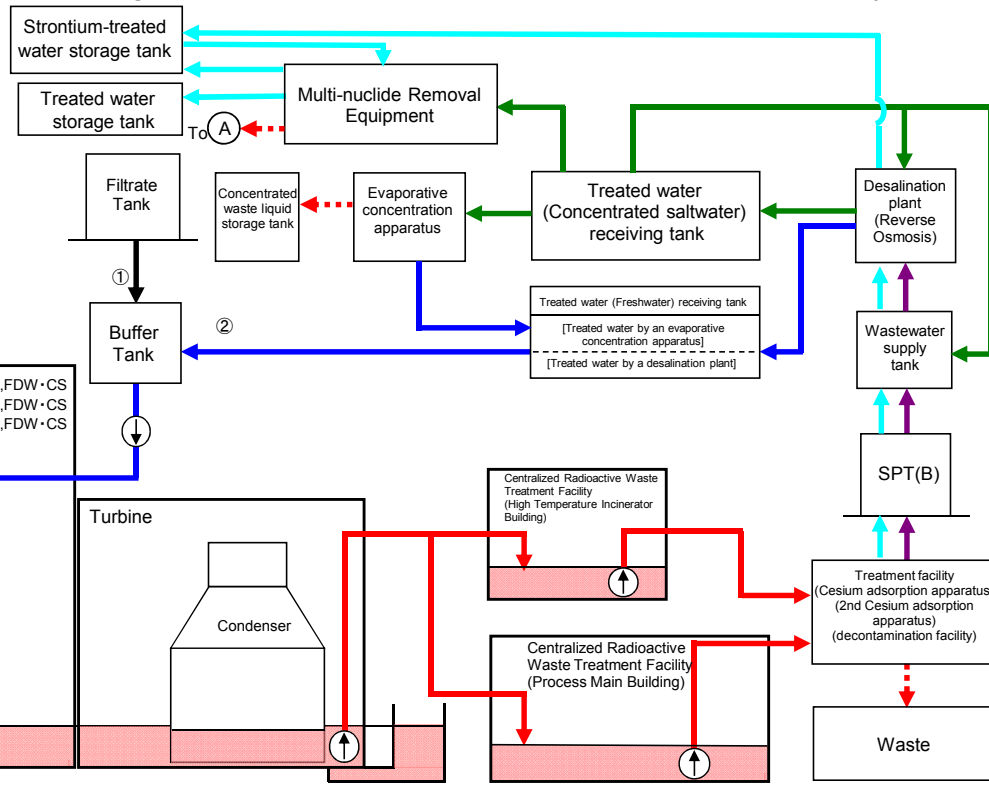 Strontium-treated
water storage tank
Treated water
storage tank
Multi-nuclide Removal
Equipment
To A
Filtrate
Tank
Concentrated
waste liquid
storage tank
Evaporative
concentration
apparatus
Treated water
(Concentrated saltwater)
receiving tank
Desalination
plant
(Reverse
Osmosis)
①
②
Buffer
Tank
Treated water (Freshwater) receiving tank
[Treated water by an evaporative
concentration apparatus]
[Treated water by a desalination plant]
Wastewater
supply
tank
,FDW・CS
,FDW・CS
,FDW・CS
SPT(B)
Turbine
Condenser
Centralized Radioactive Waste
Treatment Facility
(High Temperature Incinerator
Building)
Centralized Radioactive
Waste Treatment Facility
(Process Main Building)
Treatment facility
(Cesium adsorption apparatus)
(2nd Cesium adsorption
apparatus)
(decontamination facility)
Waste